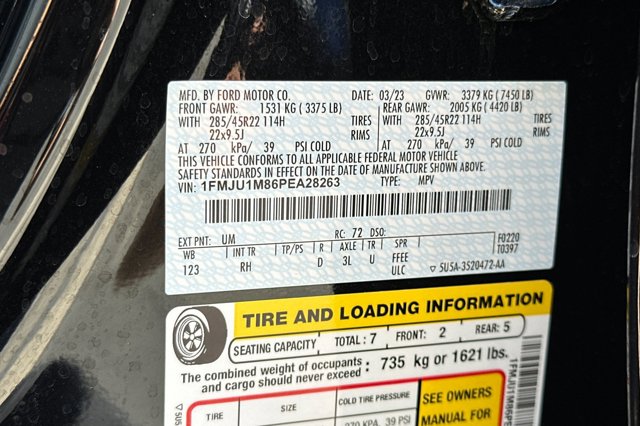 MFD. BY FORD MOTOR CO. 03/23 GVWR: 3379 KG (7450 LB)
FRONT GAWR: 1531 KG (3375 LB) REAR GAWR: 2005 KG (4420 LB)
WITH 285/45R22 114H TIRES WITH 285/45R22 114H TIRES
22x9.5J RIMS 22x9.5J RIMS
AT 270 kPa/ 39 PSI COLD AT 270 kPa/ 39 PSI COLD
THIS VEHICLE CONFORMS TO ALL APPLICABLE FEDERAL MOTOR VEHICLE
SAFETY STANDARDS IN EFFECT ON THE DATE OF MANUFACTURE SHOWN ABOVE.
VIN: 1FMJU1M86PEA28263 TYPE: MPV
EXT PNT: UM RC: 72 DSO:
WB INT TR TP/PS R AXLE TR SPR
123 RH D 3L U FFEE
ULC
F0220
T0397
▽ 5U5A-3520472-AA
TIRE AND LOADING INFORMATION
SEATING CAPACITY TOTAL: 7 FRONT: 2 REAR: 5
The combined weight of occupants
and cargo should never exceed: 735 kg or 1621 lbs.
TIRE SIZE COLD TIRE PRESSURE
270 KPA, 39 PSI
SEE OWNERS
MANUAL FOR